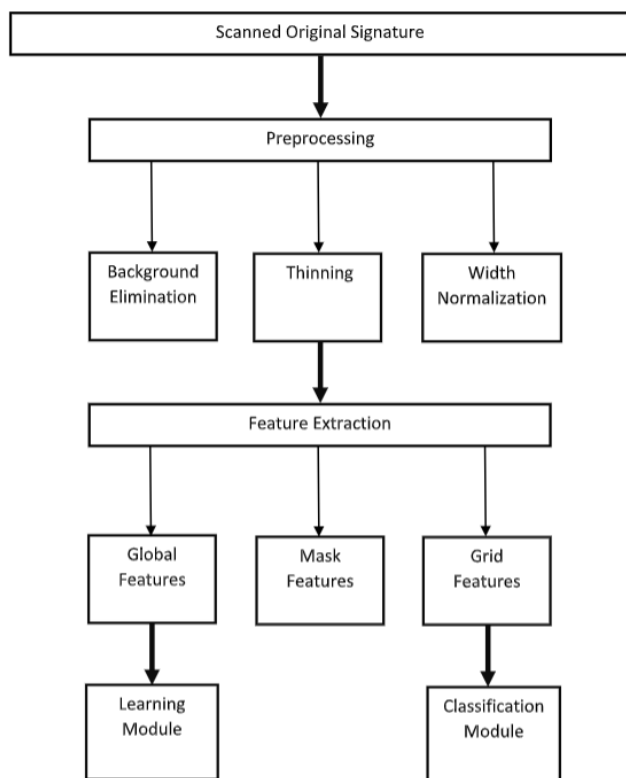 Scanned Original Signature
Preprocessing
Background
Elimination
Thinning
Width
Normalization
Feature Extraction
Global
Features
Mask
Features
Grid
Features
Learning
Module
Classification
Module